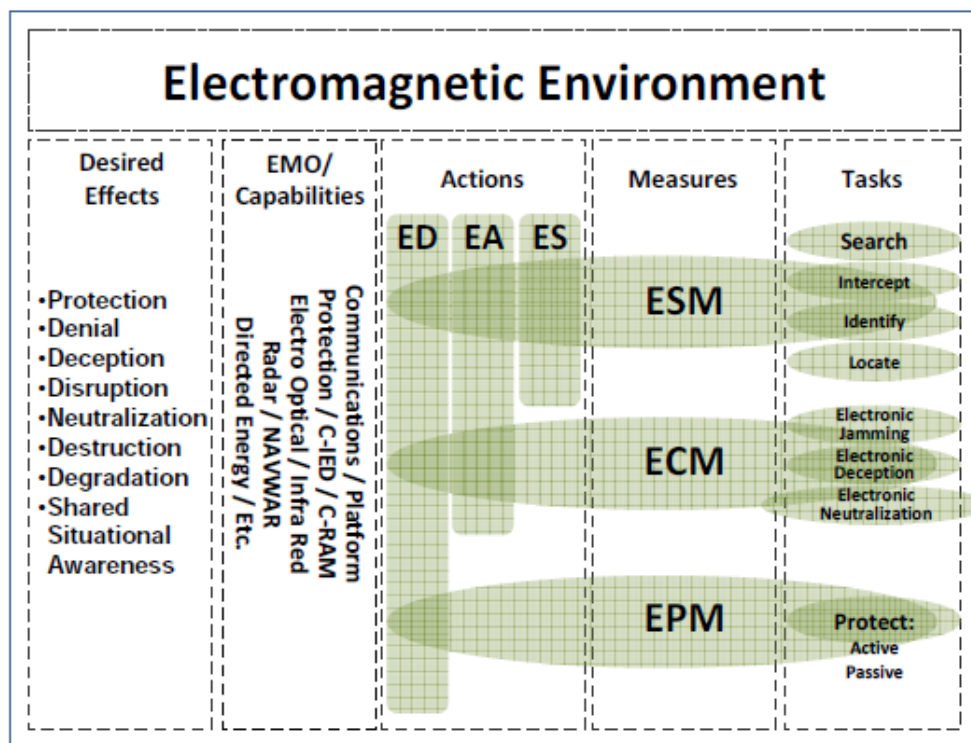 Electromagnetic Environment
Desired
Effects
•Protection
•Denial
•Deception
•Disruption
•Neutralization
•Destruction
•Degradation
•Shared
Situational
Awareness
EMO/
Capabilities
Communications / Platform
Protection / C-IED / C-RAM
Electro Optical / Infra Red
Radar / NAVWAR
Directed Energy / Etc.
Actions
ED EA ES
Measures
ESM
ECM
EPM
Tasks
Search
Intercept
Identify
Locate
Electronic
Jamming
Electronic
Deception
Electronic
Neutralization
Protect:
Active
Passive